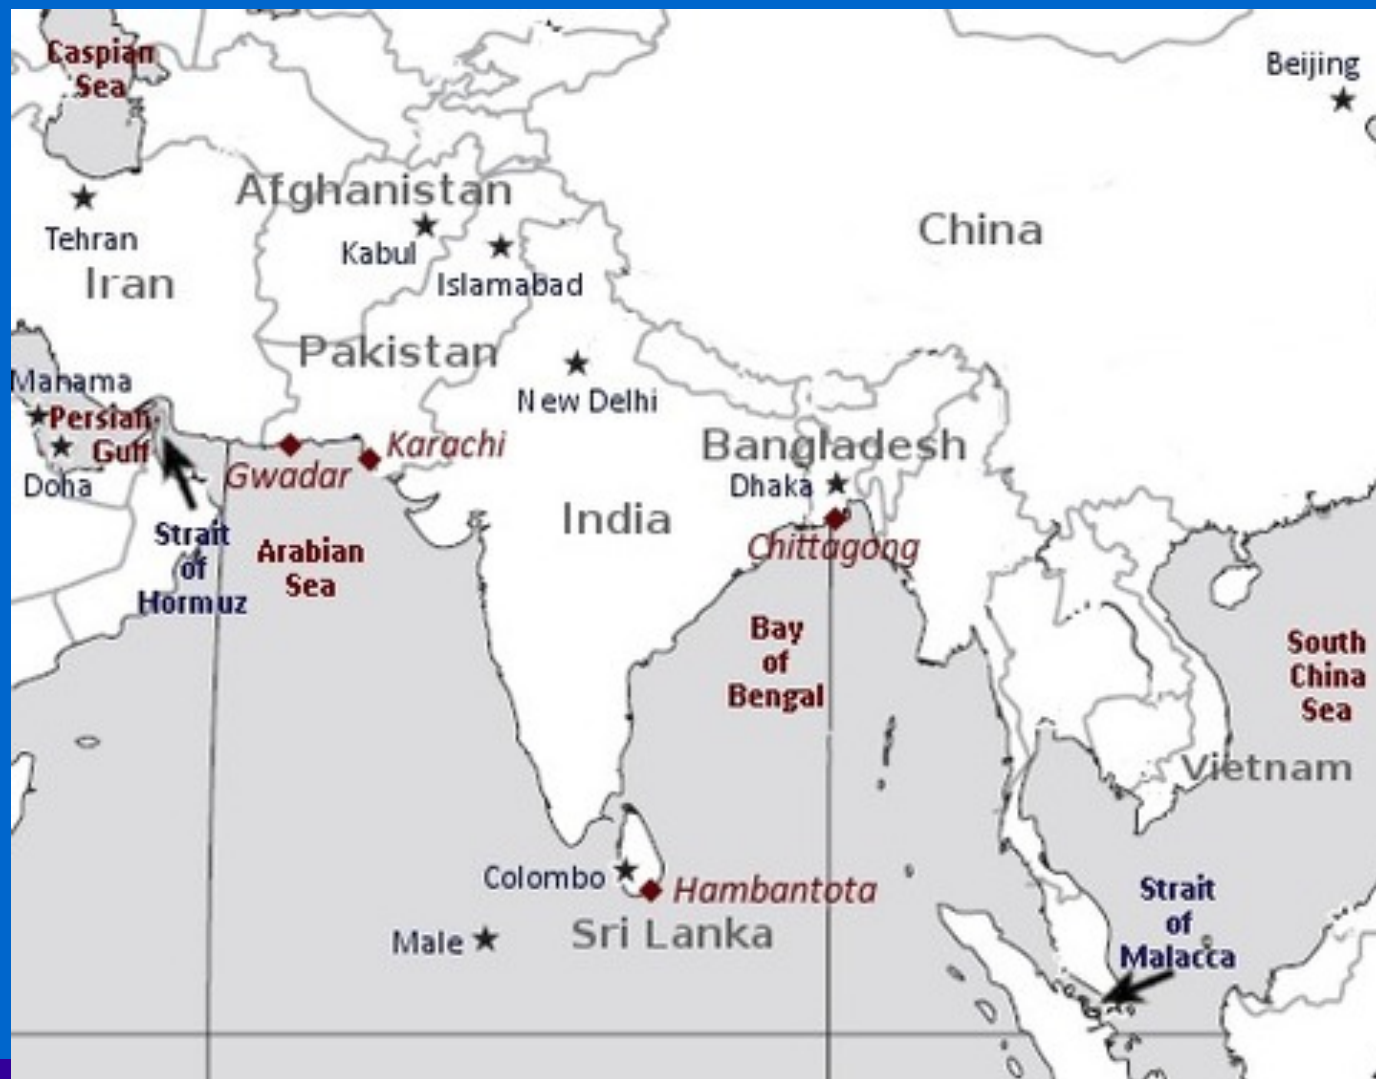 Caspian
Sea
Beijing
Afghanistan
Tehran
Kabul
China
Iran
Islamabad
Pakistan
Manama
New Delhi
Persian
Gulf
Karachi
Bangladesh
Gwadar
Doha
Dhaka
India
Strait
of
Hormuz
Arabian
Sea
Chittagong
Bay
of
Bengal
South
China
Sea
Vietnam
Colombo
Hambantota
Strait
of
Malacca
Male
Sri Lanka